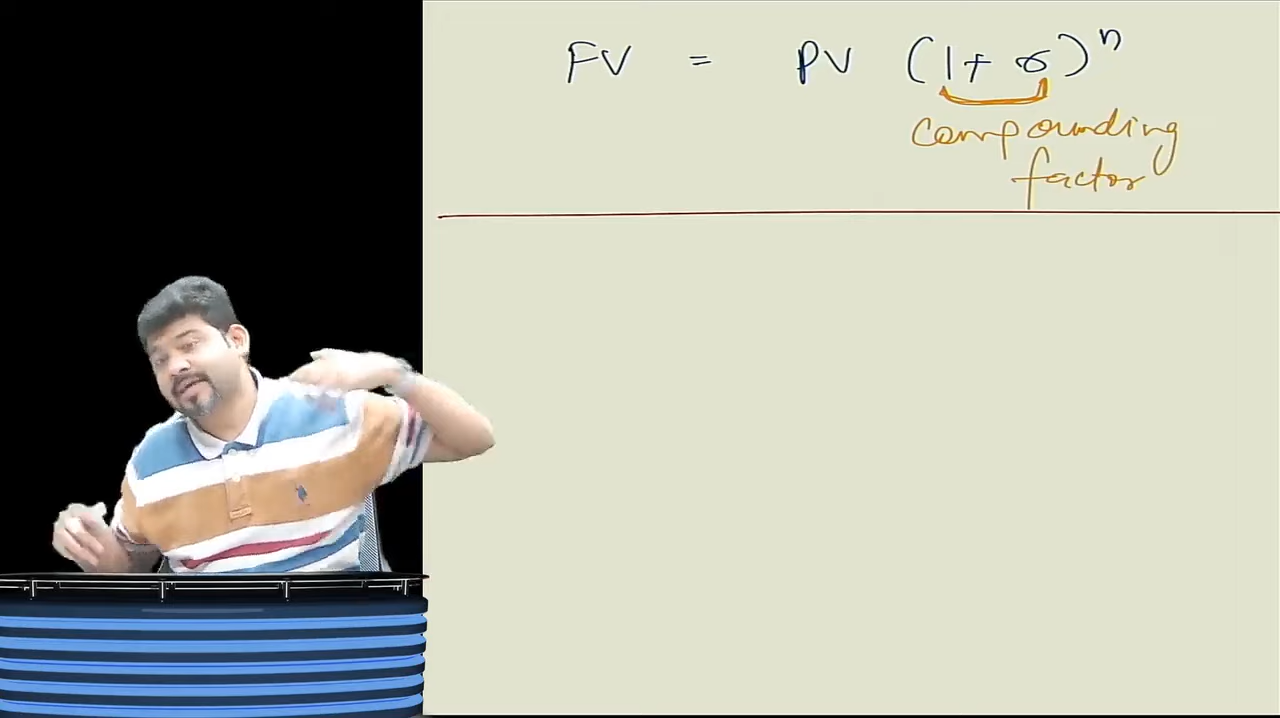 FV = PV (1+r)ⁿ
compounding
factor